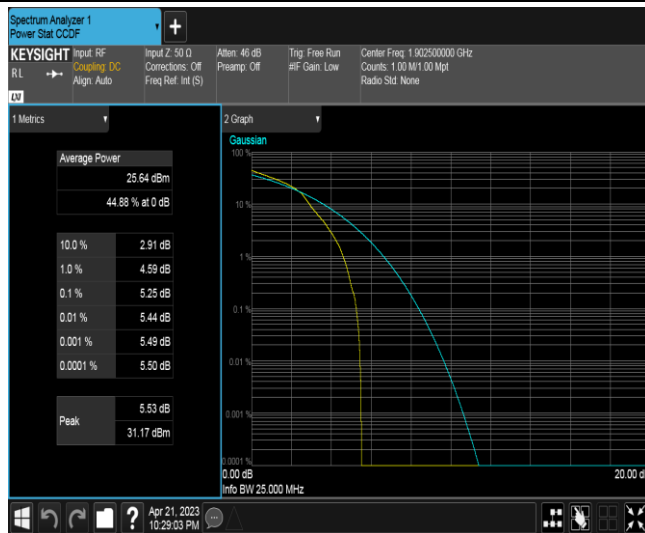 Spectrum Analyzer 1
Power Stat CCDF
+
KEYSIGHT
RL
Input: RF
Coupling: DC
Align: Auto
Input Z: 50 Ω
Corrections: Off
Freq Ref: Int (S)
Atten: 46 dB
Preamp: Off
Trig: Free Run
#IF Gain: Low
Center Freq: 1.902500000 GHz
Counts: 1.00 M/1.00 Mpt
Radio Std: None
1 Metrics
Average Power
25.64 dBm
44.88 % at 0 dB
10.0 % 2.91 dB
1.0 % 4.59 dB
0.1 % 5.25 dB
0.01 % 5.44 dB
0.001 % 5.49 dB
0.0001 % 5.50 dB
Peak
5.53 dB
31.17 dBm
2 Graph
Gaussian
100 %
10 %
1 %
0.1 %
0.01 %
0.001 %
0.0001 %
0.00 dB
20.00 d
Info BW 25.000 MHz
?
Apr 21, 2023
10:29:03 PM